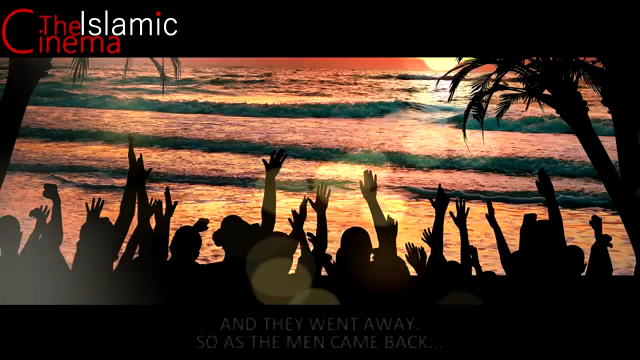 The Islamic
Cinema
AND THEY WENT AWAY.
SO AS THE MEN CAME BACK...